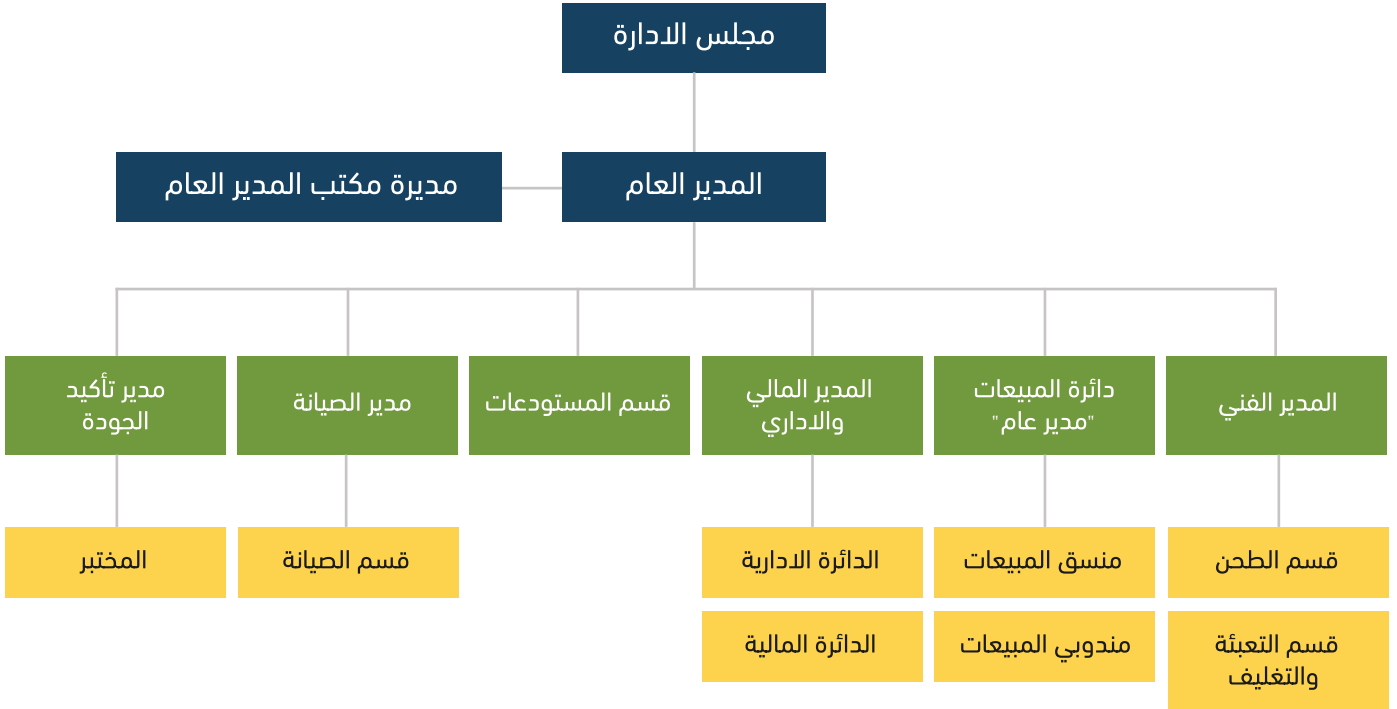 مجلس الادارة
المدير العام
مديرة مكتب المدير العام
المدير الفني
دائرة المبيعات
"مدير عام"
المدير المالي
والاداري
قسم المستودعات
مدير الصيانة
مدير تأكيد
الجودة
قسم الطحن
منسق المبيعات
الدائرة الادارية
قسم الصيانة
المختبر
قسم التعبئة
والتغليف
مندوبي المبيعات
الدائرة المالية